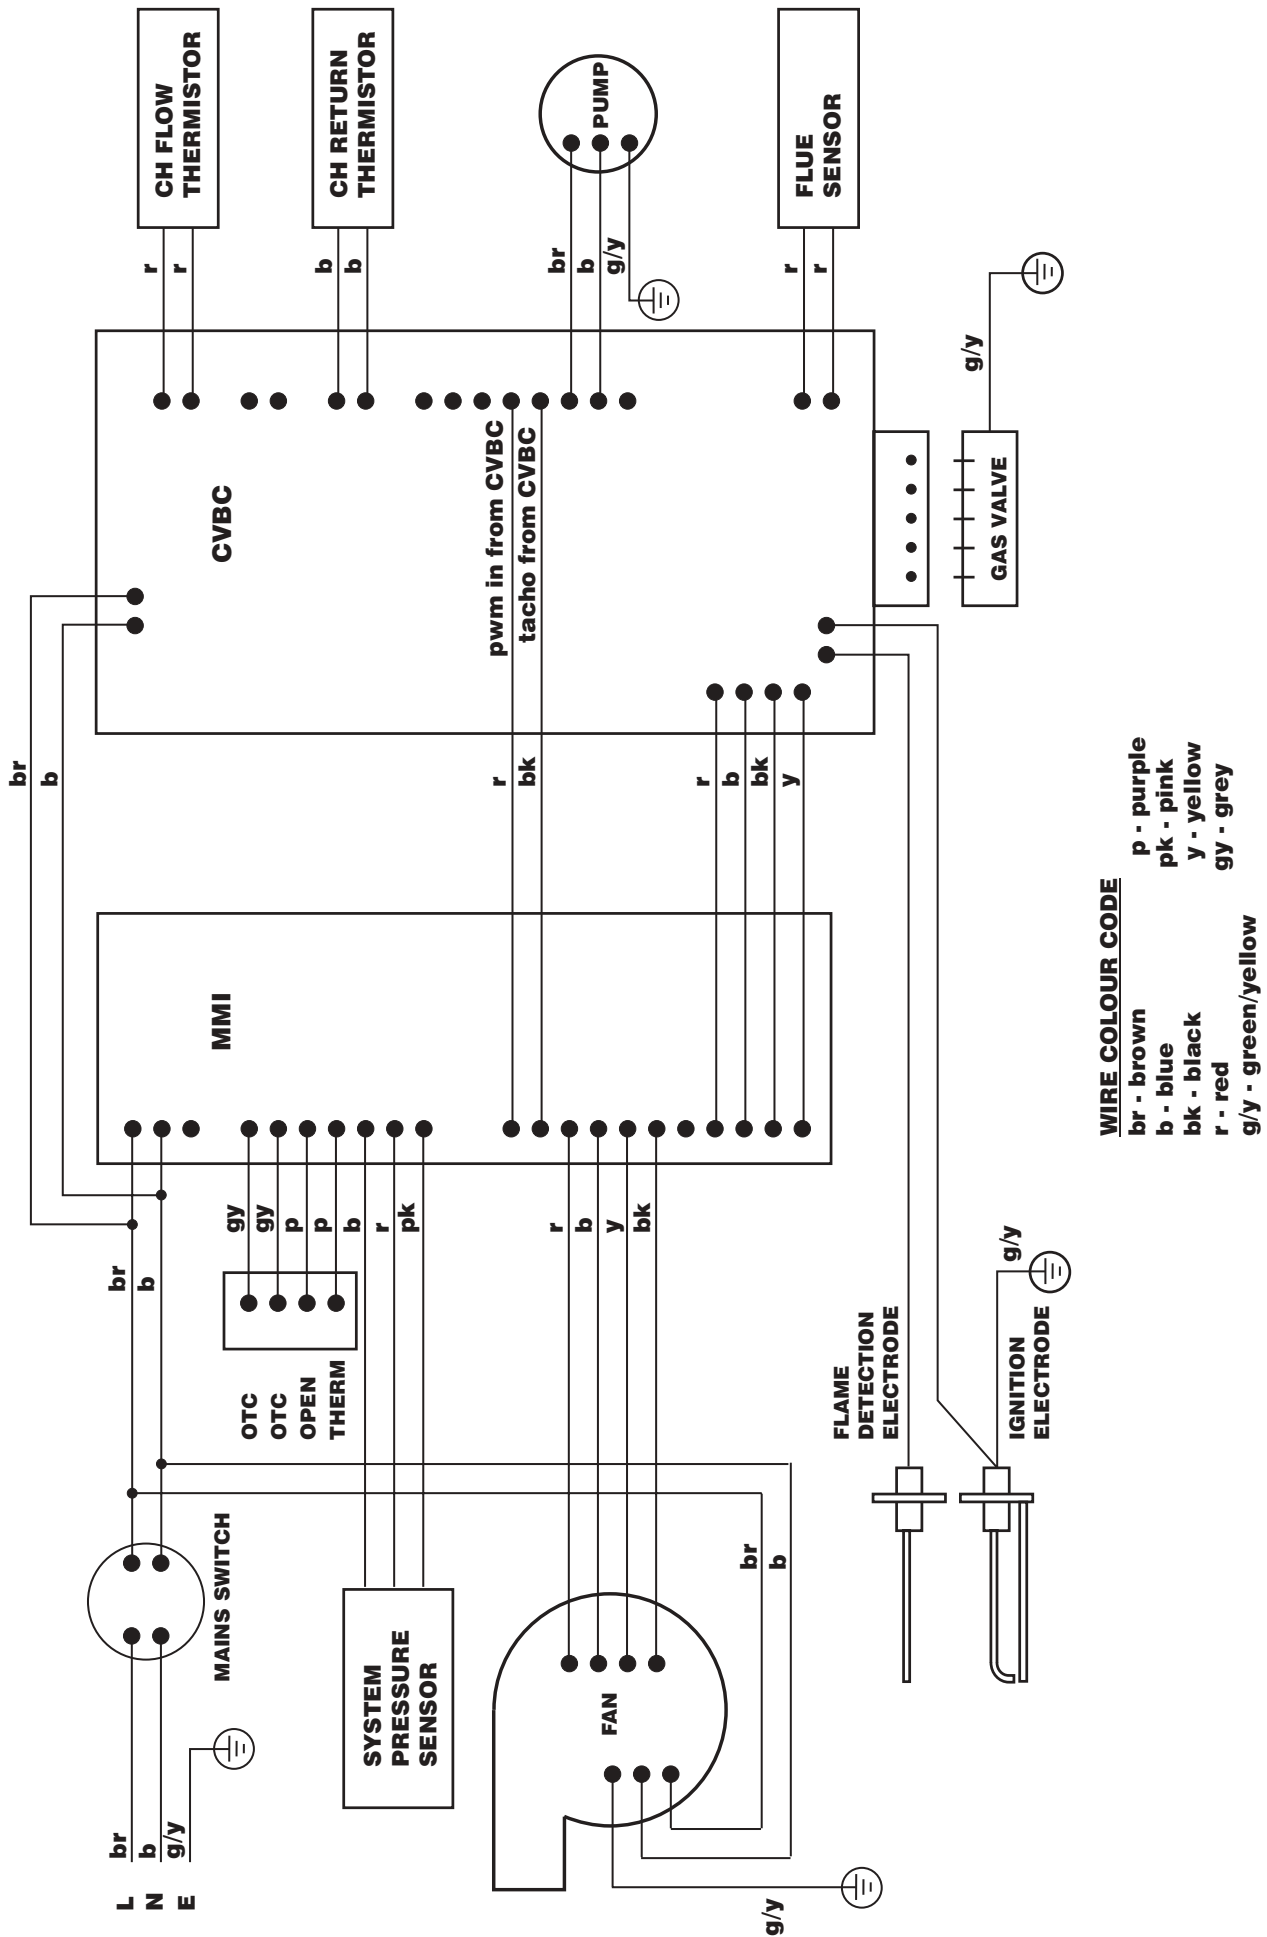 L
N
E
br
b
g/y
MAINS SWITCH
br
b
br
b
OTC
OTC
OPEN
THERM
gy
gy
p
p
b
r
pk
SYSTEM
PRESSURE
SENSOR
FAN
g/y
br
b
r
b
y
bk
MMI
r
bk
r
b
bk
y
CVBC
pwm in from CVBC
tacho from CVBC
r
r
CH FLOW
THERMISTOR
b
b
CH RETURN
THERMISTOR
br
b
g/y
PUMP
r
r
FLUE
SENSOR
GAS VALVE
g/y
FLAME
DETECTION
ELECTRODE
IGNITION
ELECTRODE
g/y
WIRE COLOUR CODE
br - brown
b - blue
bk - black
r - red
g/y - green/yellow
p - purple
pk - pink
y - yellow
gy - grey